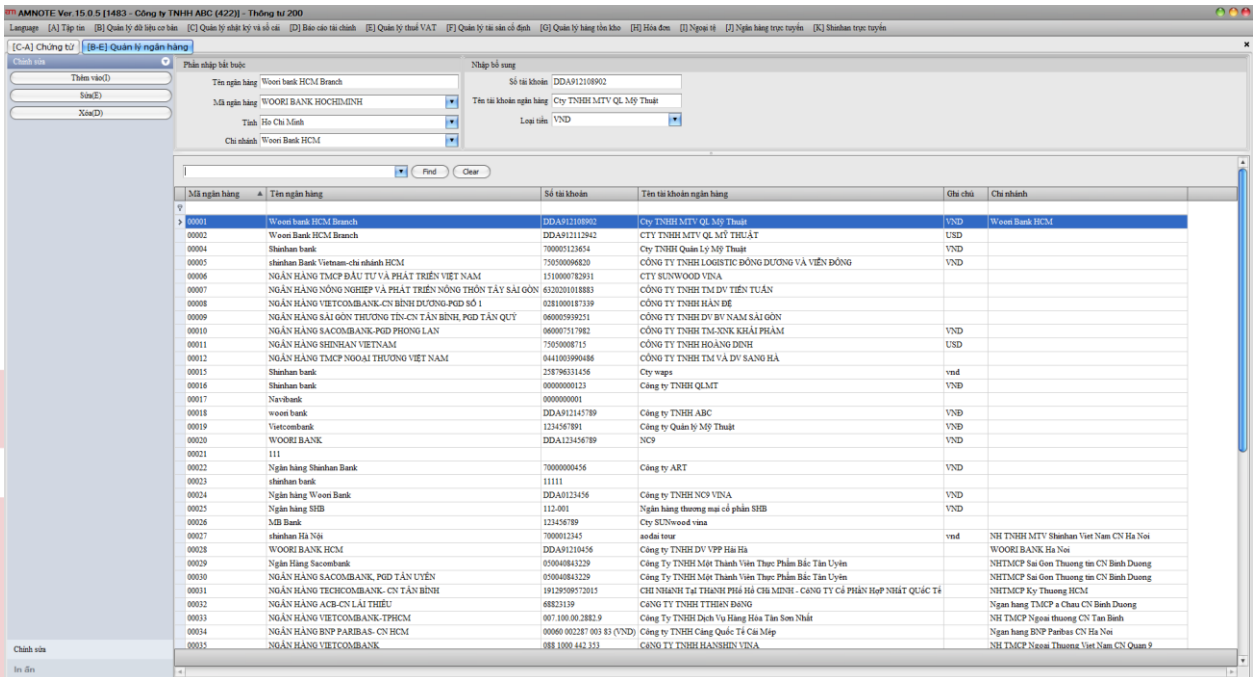 AMNOTE Ver.15.0.5 [1483 - Công ty TNHH ABC (422)] - Thông tư 200
Language [A] Tập tin [B] Quản lý dữ liệu cơ bản [C] Quản lý nhật ký và sổ cái [D] Báo cáo tài chính [E] Quản lý thuế VAT [F] Quản lý tài sản cố định [G] Quản lý hàng tồn kho [H] Hóa đơn [I] Ngoại tệ [J] Ngân hàng trực tuyến [K] Shinhan trực tuyến
[C-A] Chứng từ [B-E] Quản lý ngân hàng
Chỉnh sửa
Thêm vào(I)
Sửa(E)
Xóa(D)
Phần nhập bắt buộc Nhập bổ sung
Tên ngân hàng Woori bank HCM Branch Số tài khoản DDA912108902
Mã ngân hàng WOORI BANK HOCHIMINH Tên tài khoản ngân hàng Cty TNHH MTV QL Mỹ Thuật
Tỉnh Ho Chi Minh Loại tiền VND
Chi nhánh Woori Bank HCM
Find Clear
Mã ngân hàng Tên ngân hàng Số tài khoản Tên tài khoản ngân hàng Ghi chú Chi nhánh
00001 Woori bank HCM Branch DDA912108902 Cty TNHH MTV QL Mỹ Thuật VND Woori Bank HCM
00002 Woori Bank HCM Branch DDA912112942 CTY TNHH MTV QL MỸ THUẬT USD
00004 Shinhan bank 700005123654 Cty TNHH Quản Lý Mỹ Thuật VND
00005 shinhan Bank Vietnam-chi nhánh HCM 750500096820 CÔNG TY TNHH LOGISTIC ĐÔNG DƯƠNG VÀ VIỄN ĐÔNG VND
00006 NGÂN HÀNG TMCP ĐẦU TƯ VÀ PHÁT TRIỂN VIỆT NAM 1510000782931 CTY SUNWOOD VINA
00007 NGÂN HÀNG NÔNG NGHIỆP VÀ PHÁT TRIỂN NÔNG THÔN TÂY SÀI GÒN 6320201018883 CÔNG TY TNHH TM DV TIẾN TUẤN
00008 NGÂN HÀNG VIETCOMBANK-CN BÌNH DƯƠNG-PGD SỐ 1 0281000187339 CÔNG TY TNHH HÀN ĐỆ
00009 NGÂN HÀNG SÀI GÒN THƯƠNG TÍN-CN TÂN BÌNH, PGD TÂN QUÝ 060005939251 CÔNG TY TNHH DV BV NAM SÀI GÒN
00010 NGÂN HÀNG SACOMBANK-PGD PHONG LAN 060007517982 CÔNG TY TNHH TM-XNK KHẢI PHÀM VND
00011 NGÂN HÀNG SHINHAN VIETNAM 75050008715 CÔNG TY TNHH HOÀNG DINH USD
00012 NGÂN HÀNG TMCP NGOẠI THƯƠNG VIỆT NAM 0441003990486 CÔNG TY TNHH TM VÀ DV SANG HÀ
00015 Shinhan bank 258796331456 Cty waps vnd
00016 Shinhan bank 00000000123 Công ty TNHH QLMT VNĐ
00017 Navibank 0000000001
00018 woori bank DDA912145789 Công ty TNHH ABC VNĐ
00019 Vietcombank 1234567891 Công ty Quản lý Mỹ Thuật VNĐ
00020 WOORI BANK DDA123456789 NC9 VND
00021 111
00022 Ngân hàng Shinhan Bank 70000000456 Công ty ART VND
00023 shinhan bank 11111
00024 Ngân hàng Woori Bank DDA0123456 Công ty TNHH NC9 VINA VND
00025 Ngân hàng SHB 112-001 Ngân hàng thương mại cổ phần SHB VND
00026 MB Bank 123456789 Cty SUNwood vina
00027 shinhan Hà Nội 7000012345 aodai tour vnd NH TNHH MTV Shinhan Viet Nam CN Ha Noi
00028 WOORI BANK HCM DDA91210456 Công ty TNHH DV VPP Hải Hà WOORI BANK Ha Noi
00029 Ngân Hàng Sacombank 050040843229 Công Ty TNHH Một Thành Viên Thực Phẩm Bắc Tân Uyên NHTMCP Sai Gon Thuong tin CN Binh Duong
00030 NGÂN HÀNG SACOMBANK, PGD TÂN UYÊN 050040843229 Công Ty TNHH Một Thành Viên Thực Phẩm Bắc Tân Uyên NHTMCP Sai Gon Thuong tin CN Binh Duong
00031 NGÂN HÀNG TECHCOMBANK- CN TÂN BÌNH 19129509572015 CHI NHáNH TạI THàNH PHố Hồ CHí MINH - CôNG TY Cổ PHầN HợP NHấT QUốC Tế NHTMCP Ky Thuong HCM
00032 NGÂN HÀNG ACB-CN LÁI THIÊU 68823139 CôNG TY TNHH TTHIêN ĐôNG Ngan hang TMCP a Chau CN Binh Duong
00033 NGÂN HÀNG VIETCOMBANK-TPHCM 007.100.00.2882.9 Công Ty TNHH Dịch Vụ Hàng Hóa Tân Sơn Nhất NH TMCP Ngoai thuong CN Tan Binh
00034 NGÂN HÀNG BNP PARIBAS- CN HCM 00060 002287 003 83 (VND) Công ty TNHH Cảng Quốc Tế Cái Mép Ngan hang BNP Paribas CN Ha Noi
00035 NGÂN HÀNG VIETCOMBANK 088 1000 442 353 CôNG TY TNHH HANSHIN VINA NH TMCP Ngoai Thuong Viet Nam CN Quan 9
Chỉnh sửa
In ấn